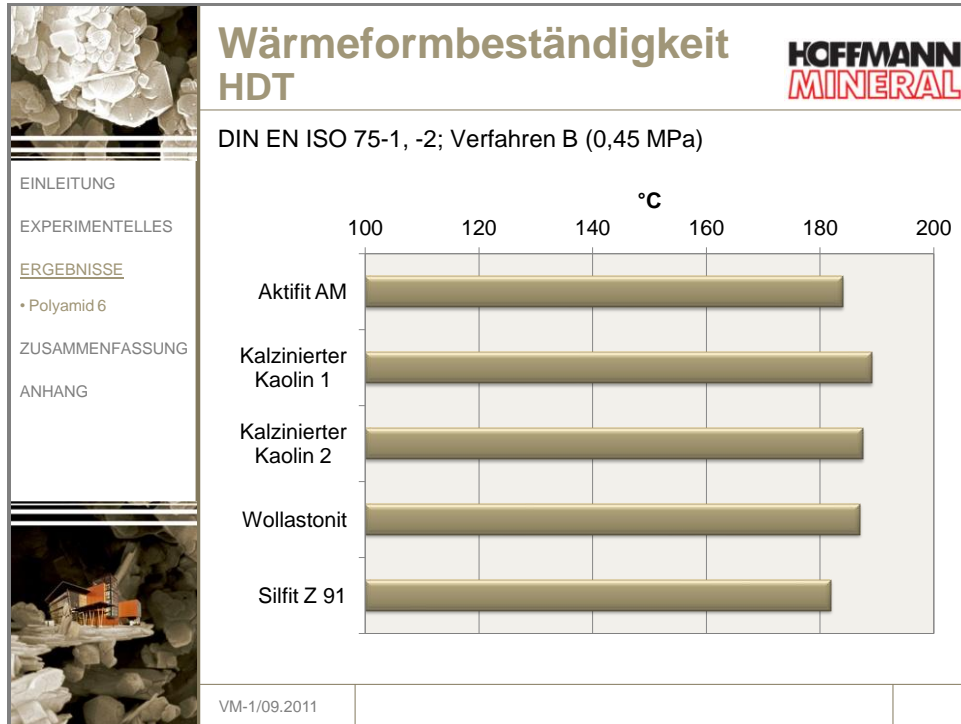 Wärmeformbeständigkeit
HDT
HOFFMANN
MINERAL
DIN EN ISO 75-1, -2; Verfahren B (0,45 MPa)
EINLEITUNG
EXPERIMENTELLES
ERGEBNISSE
• Polyamid 6
ZUSAMMENFASSUNG
ANHANG
°C
100 120 140 160 180 200
Aktifit AM
Kalzinierter
Kaolin 1
Kalzinierter
Kaolin 2
Wollastonit
Silfit Z 91
VM-1/09.2011